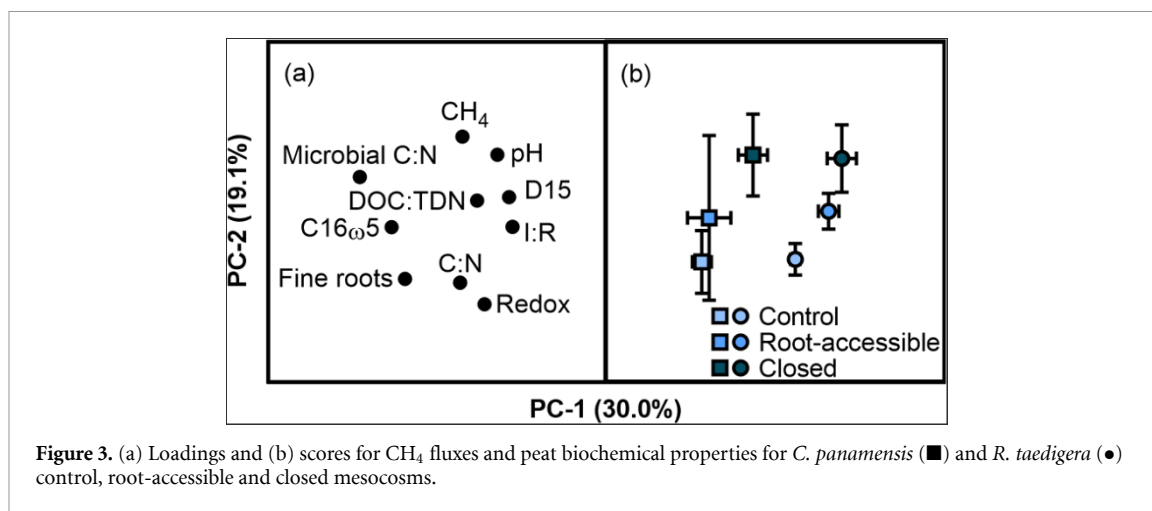 (a)
(b)
CH₄
pH
Microbial C:N
D15
DOC:TDN
C16ω5
I:R
C:N
Fine roots
Redox
PC-2 (19.1%)
Control
Root-accessible
Closed
PC-1 (30.0%)
Figure 3. (a) Loadings and (b) scores for CH₄ fluxes and peat biochemical properties for C. panamensis (■) and R. taedigera (●)
control, root-accessible and closed mesocosms.